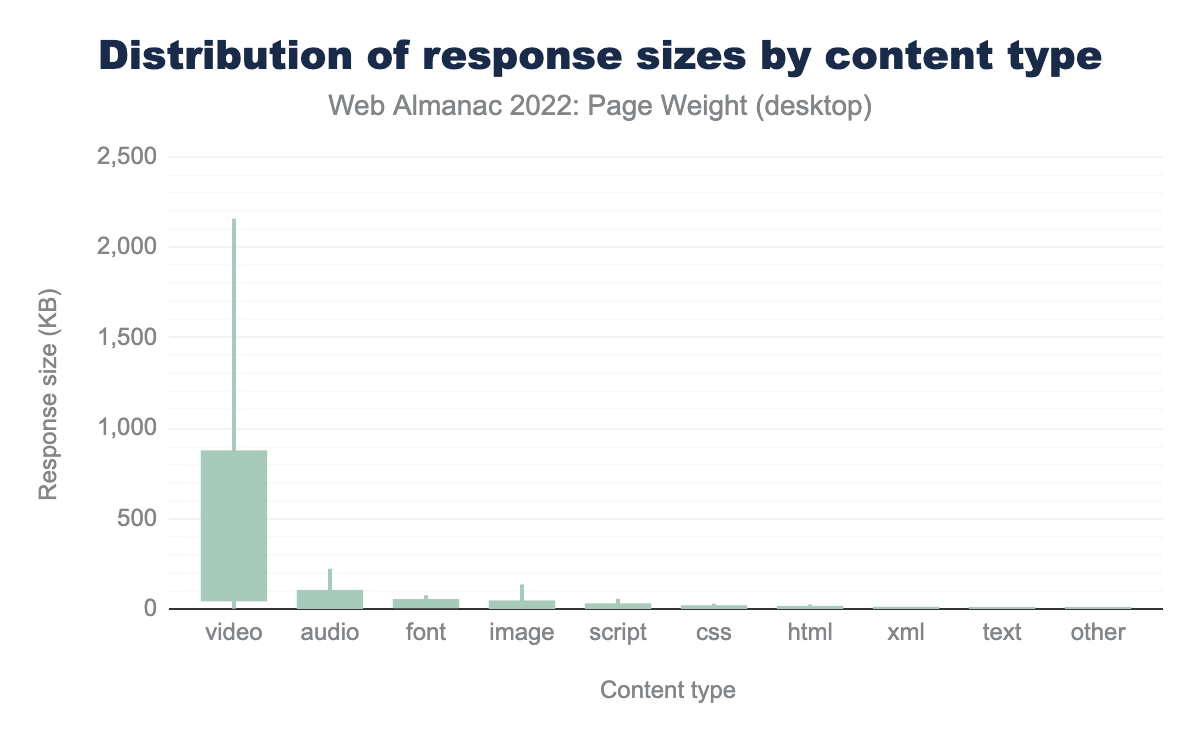 Distribution of response sizes by content type
Web Almanac 2022: Page Weight (desktop)
Response size (KB)
2,500
2,000
1,500
1,000
500
0
video audio font image script css html xml text other
Content type